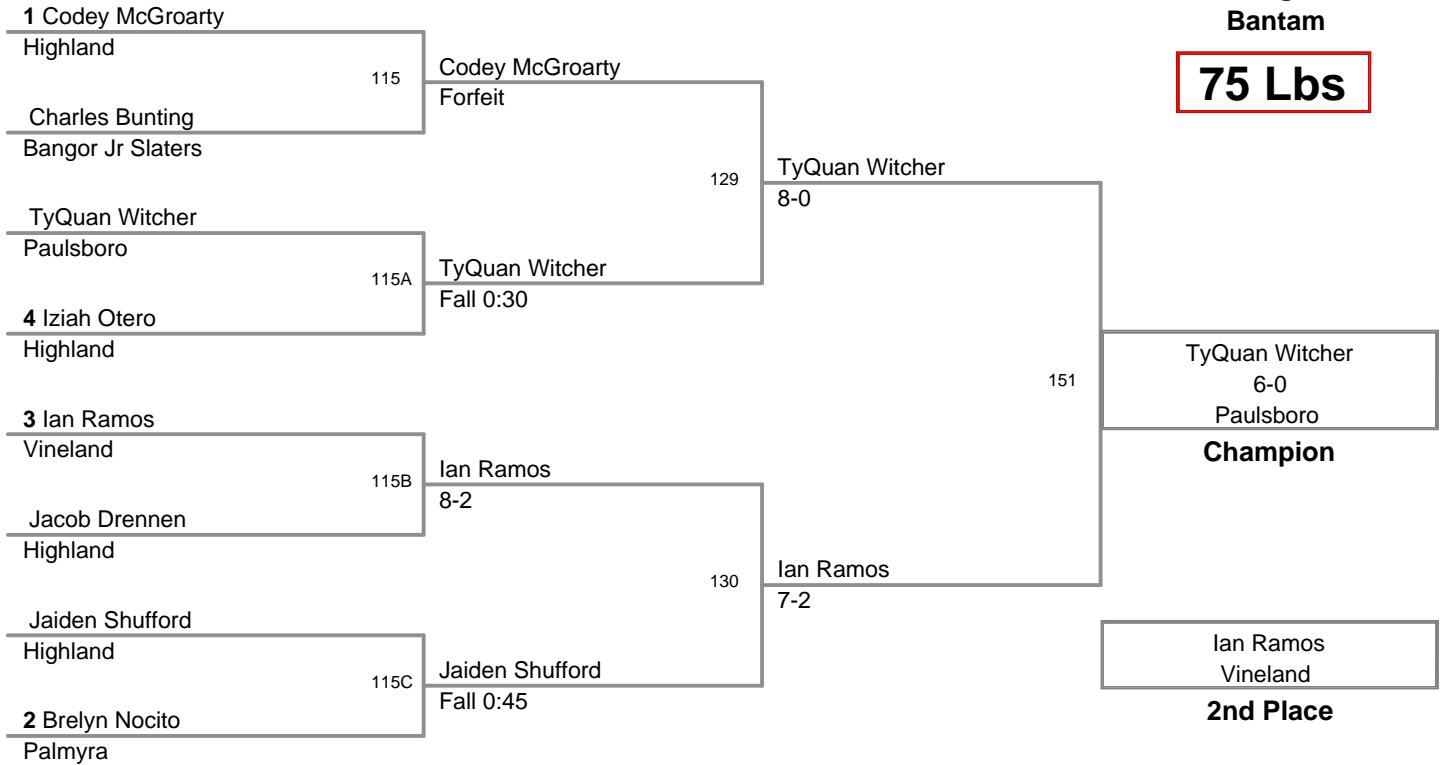 1 Codey McGroarty
Highland
115
Charles Bunting
Bangor Jr Slaters
Codey McGroarty
Forfeit
TyQuan Witcher
Paulsboro
115A
4 Iziah Otero
Highland
TyQuan Witcher
Fall 0:30
129
TyQuan Witcher
8-0
3 Ian Ramos
Vineland
115B
Jacob Drennen
Highland
Ian Ramos
8-2
Jaiden Shufford
Highland
115C
2 Brelyn Nocito
Palmyra
Jaiden Shufford
Fall 0:45
130
Ian Ramos
7-2
151
Bantam
75 Lbs
TyQuan Witcher
6-0
Paulsboro
Champion
Ian Ramos
Vineland
2nd Place